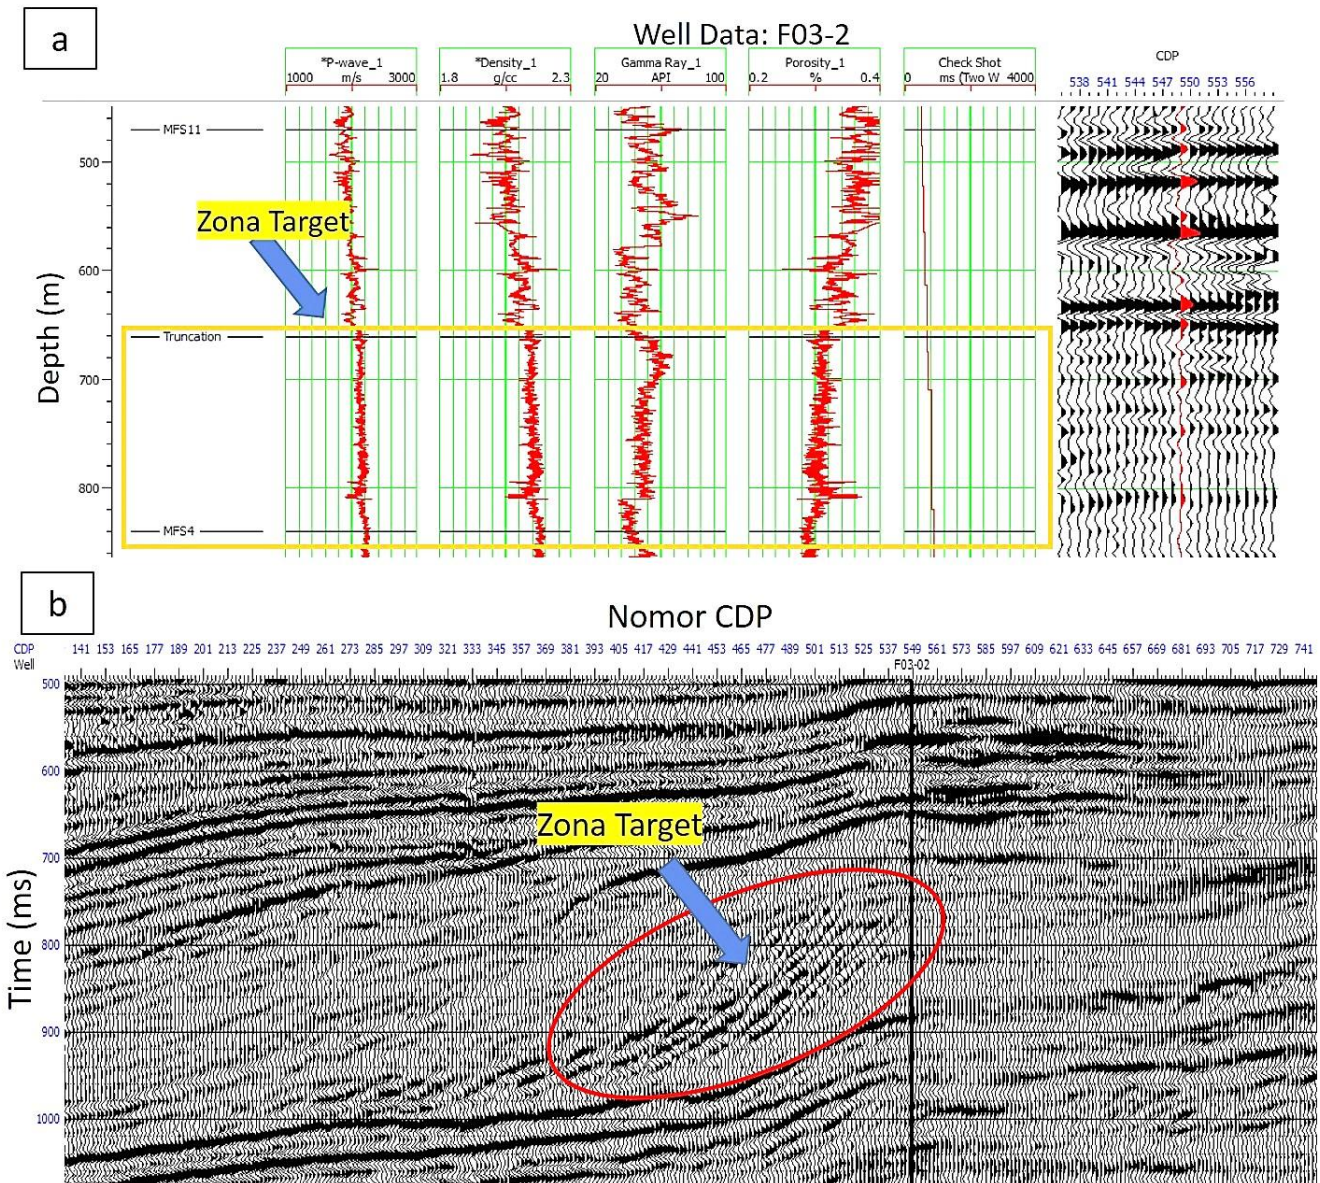 a
Well Data: F03-2
*P-wave_1
1000 m/s 3000
*Density_1
1.8 g/cc 2.3
Gamma Ray_1
20 API 100
Porosity_1
0.2 % 0.4
Check Shot
0 ms (Two W 4000
CDP
538 541 544 547 550 553 556
MFS11
500
Zona Target
600
Depth (m)
Truncation
700
800
MFS4
b
Nomor CDP
CDP 141 153 165 177 189 201 213 225 237 249 261 273 285 297 309 321 333 345 357 369 381 393 405 417 429 441 453 465 477 489 501 513 525 537 549 561 573 585 597 609 621 633 645 657 669 681 693 705 717 729 741
Well F03-02
500
600
Zona Target
700
800
Time (ms)
900
1000